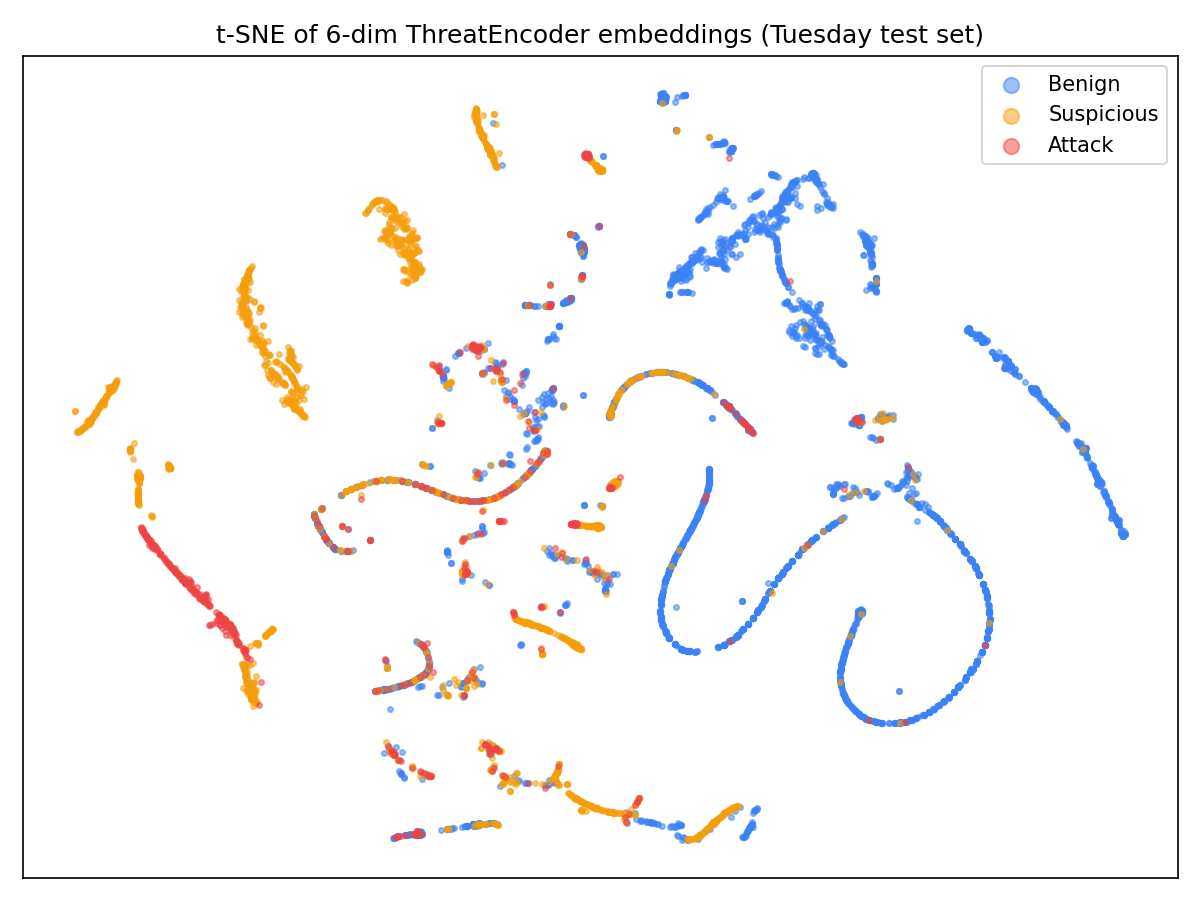 t-SNE of 6-dim ThreatEncoder embeddings (Tuesday test set)
Benign
Suspicious
Attack